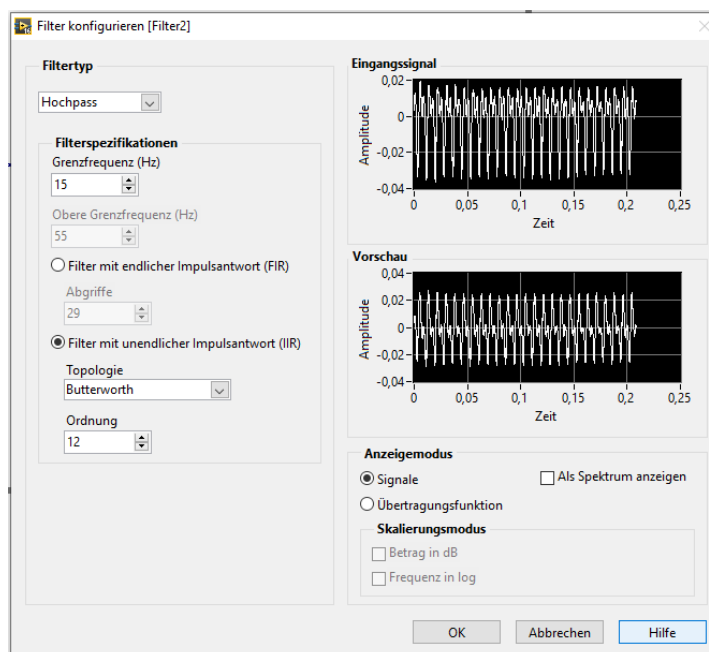 Filter konfigurieren [Filter2]
Filtertyp
Hochpass
Filterspezifikationen
Grenzfrequenz (Hz)
15
Obere Grenzfrequenz (Hz)
55
Filter mit endlicher Impulsantwort (FIR)
Abgriffe
29
Filter mit unendlicher Impulsantwort (IIR)
Topologie
Butterworth
Ordnung
12
Eingangssignal
Amplitude
0,02
0
-0,02
-0,04
0 0,05 0,1 0,15 0,2 0,25
Zeit
Vorschau
Amplitude
0,04
0,02
0
-0,02
-0,04
0 0,05 0,1 0,15 0,2 0,25
Zeit
Anzeigemodus
Signale
Als Spektrum anzeigen
Übertragungsfunktion
Skalierungsmodus
Betrag in dB
Frequenz in log
OK Abbrechen Hilfe